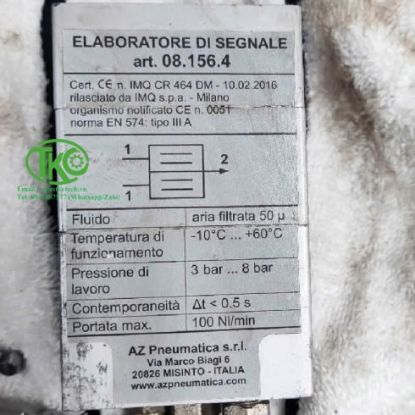 ELABORATORE DI SEGNALE
art. 08.156.4
Cert. CE n. IMQ CR 464 DM - 10.02.2016
rilasciato da IMQ s.p.a. - Milano
organismo notificato CE n. 0051
norma EN 574: tipo III A
1
2
1
TK
Fluido aria filtrata 50 µ
Temperatura di funzionamento -10°C ... +60°C
Pressione di lavoro 3 bar ... 8 bar
Contemporaneità Δt < 0.5 s
Portata max. 100 Nl/min
AZ Pneumatica s.r.l.
Via Marco Biagi 6
20826 MISINTO - ITALIA
www.azpneumatica.com